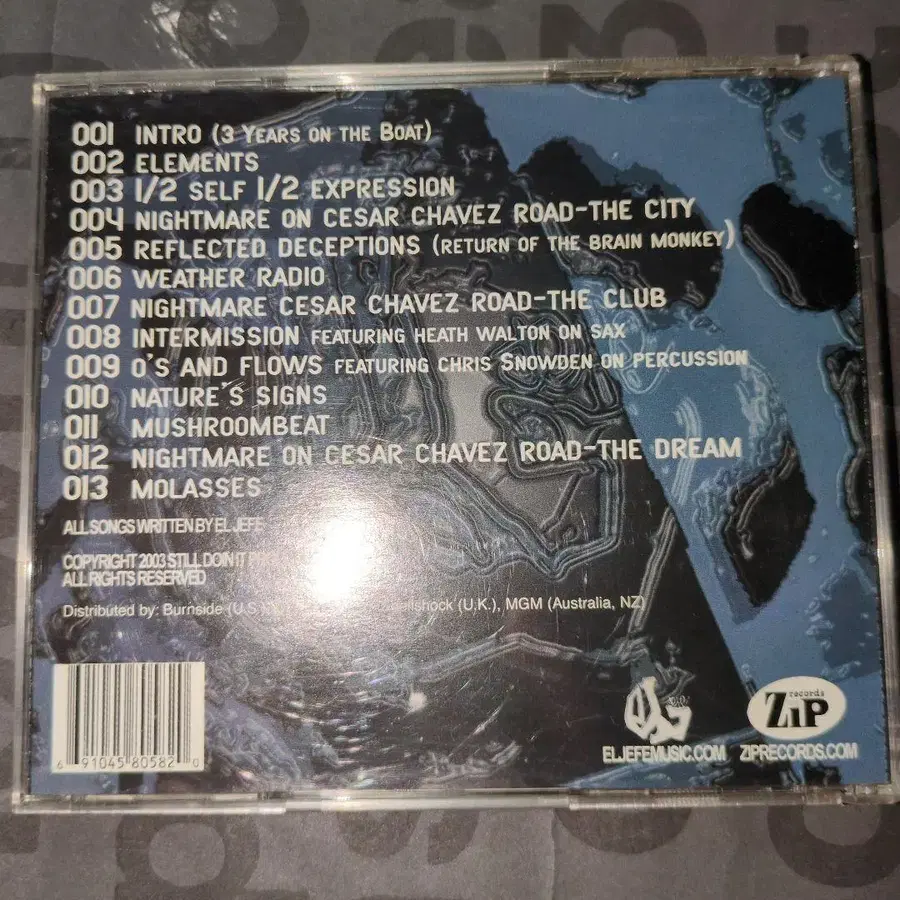 001 INTRO (3 YEARS ON THE BOAT)
002 ELEMENTS
003 1/2 SELF 1/2 EXPRESSION
004 NIGHTMARE ON CESAR CHAVEZ ROAD-THE CITY
005 REFLECTED DECEPTIONS (RETURN OF THE BRAIN MONKEY)
006 WEATHER RADIO
007 NIGHTMARE CESAR CHAVEZ ROAD-THE CLUB
008 INTERMISSION FEATURING HEATH WALTON ON SAX
009 O'S AND FLOWS FEATURING CHRIS SNOWDEN ON PERCUSSION
010 NATURE'S SIGNS
011 MUSHROOMBEAT
012 NIGHTMARE ON CESAR CHAVEZ ROAD-THE DREAM
013 MOLASSES
ALL SONGS WRITTEN BY EL JEFE
COPYRIGHT 2003 STILL DOIN IT
ALL RIGHTS RESERVED
Distributed by: Burnside (U.S. (U.K.), MGM (Australia, NZ)
6 91045 80582 0
ELJEFEMUSIC.COM
records
ZIP
ZIPRECORDS.COM